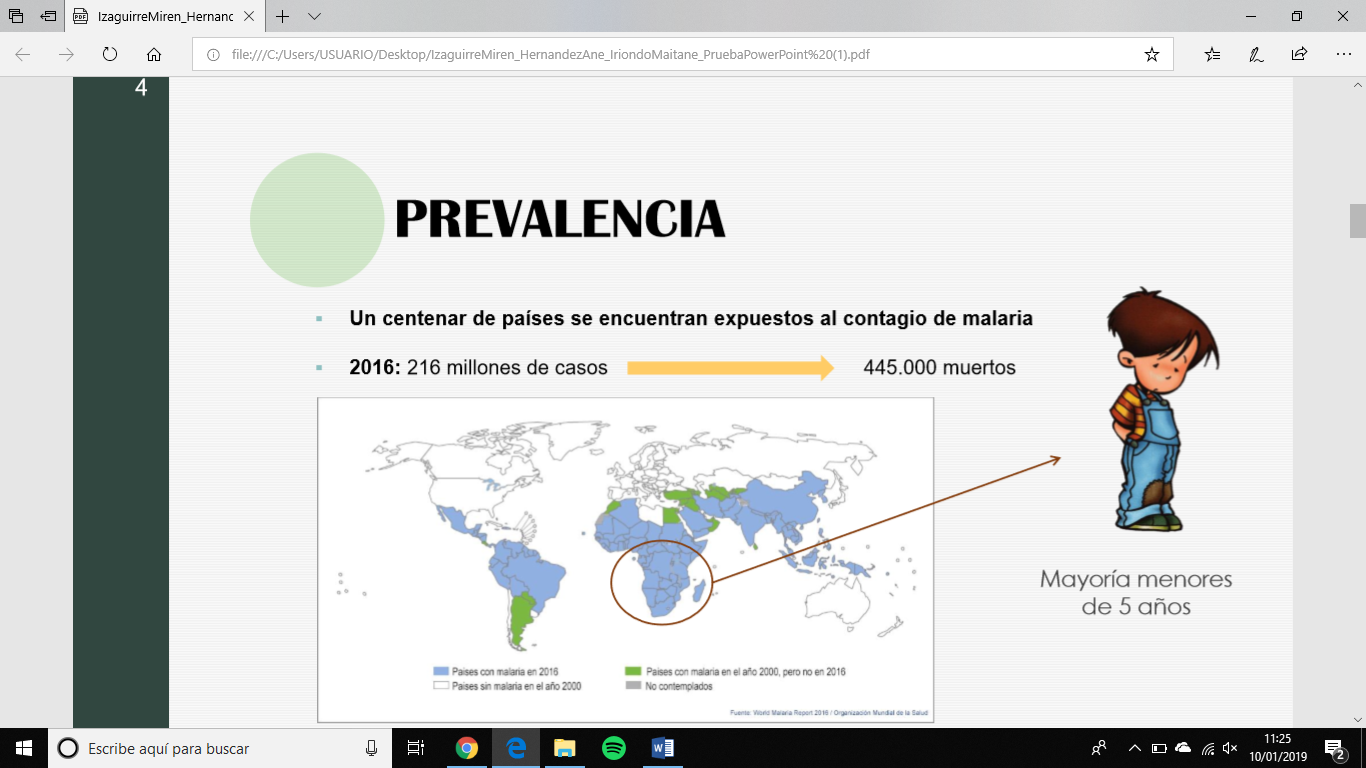 IzaguirreMiren_Hernanc
file:///C:/Users/USUARIO/Desktop/IzaguirreMiren_HernandezAne_IriondoMaitane_PruebaPowerPoint%20(1).pdf
4
PREVALENCIA
Un centenar de países se encuentran expuestos al contagio de malaria
2016: 216 millones de casos 445.000 muertos
Mayoría menores
de 5 años
Paises con malaria en 2016 Paises con malaria en el año 2000, pero no en 2016
Paises sin malaria en el año 2000 No contemplados
Fuente: World Malaria Report 2016 / Organización Mundial de la Salud
Escribe aquí para buscar
11:25
10/01/2019
2